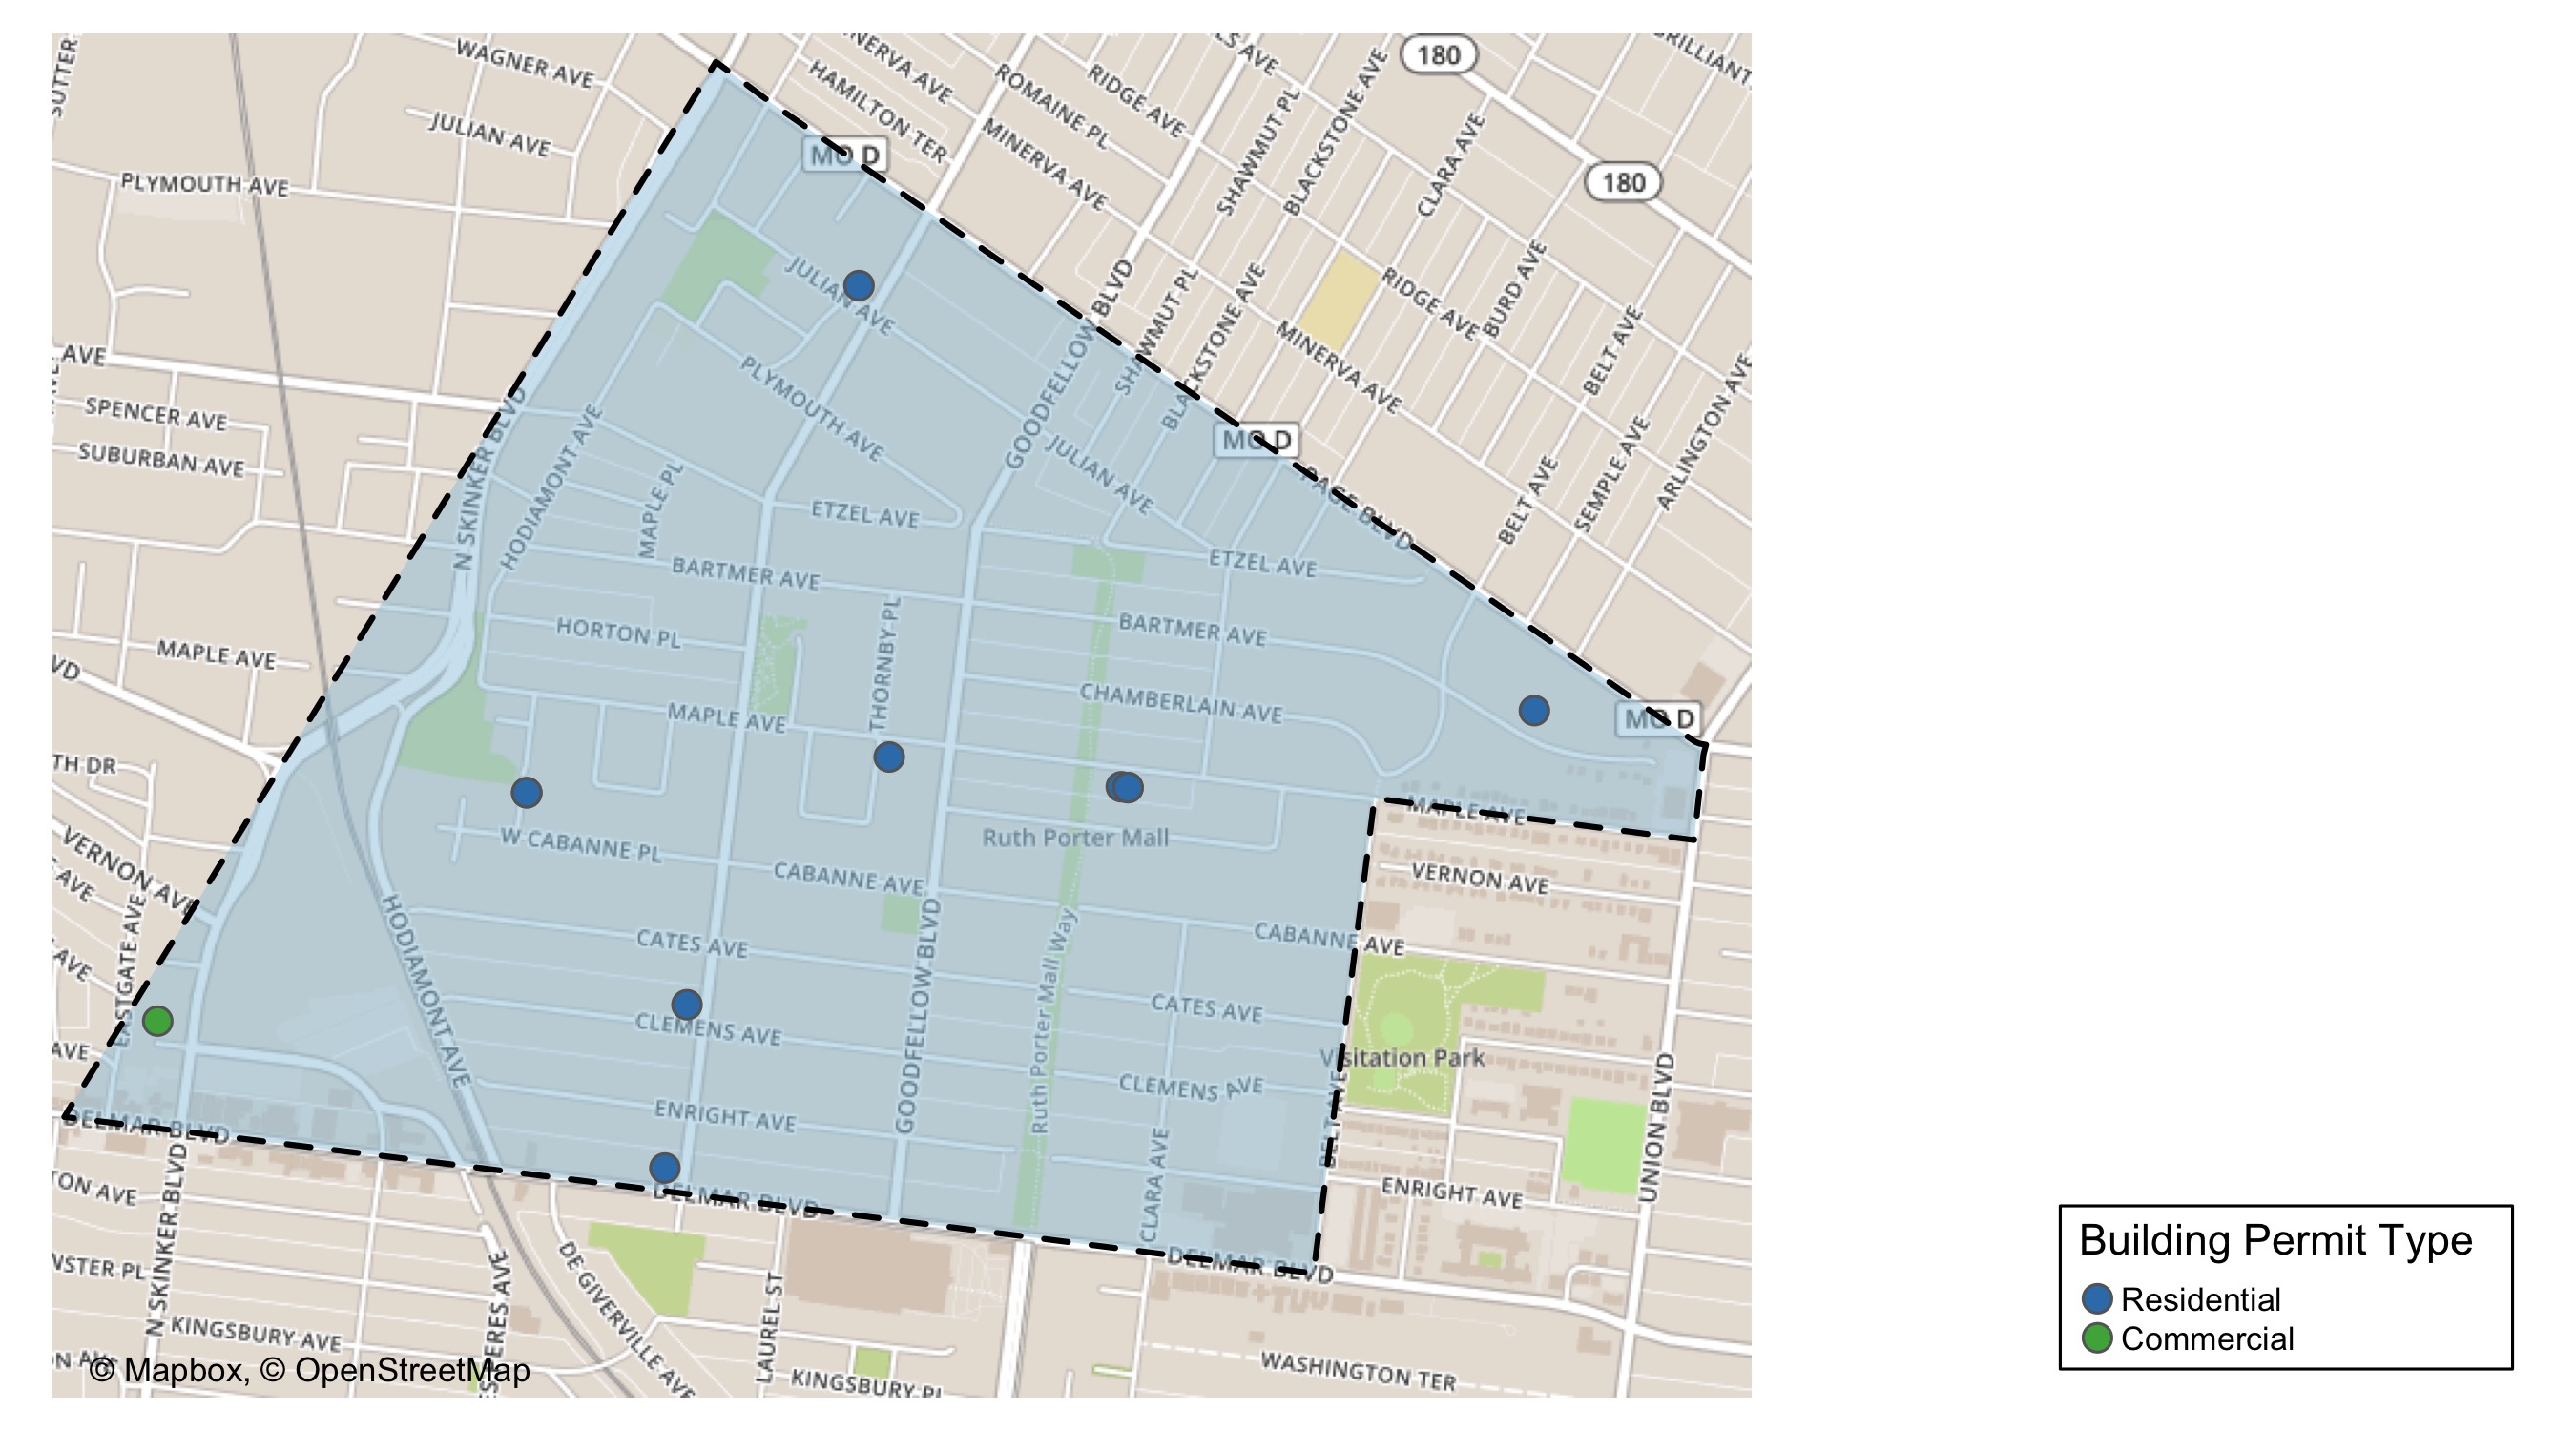 WAGNER AVE
JULIAN AVE
PLYMOUTH AVE
HAMILTON TER
ROMAINE PL
RIDGE AVE
MINERVA AVE
SHAWMUT PL
BLACKSTONE AVE
CLARA AVE
180
180
MO D
JULIAN AVE
GOODFELLOW BLVD
SHAWMUT PL
BLACKSTONE AVE
RIDGE AVE
BURD AVE
MINERVA AVE
BELT AVE
ARLINGTON AVE
AVE
SPENCER AVE
SUBURBAN AVE
N SKINKER BLVD
HODIAMONT AVE
MAPLE PL
PLYMOUTH AVE
ETZEL AVE
JULIAN AVE
MO D
PAGE BLVD
BELT AVE
SEMPLE AVE
ETZEL AVE
BARTMER AVE
HORTON PL
THORNBY PL
BARTMER AVE
MAPLE AVE
MAPLE AVE
CHAMBERLAIN AVE
MO D
MAPLE AVE
TH DR
VERNON AVE
W CABANNE PL
CABANNE AVE
Ruth Porter Mall
VERNON AVE
AVE
EASTGATE AVE
HODIAMONT AVE
CATES AVE
GOODFELLOW BLVD
Ruth Porter Mall Way
CABANNE AVE
CATES AVE
AVE
CLEMENS AVE
CLEMENS AVE
Visitation Park
AVE
ENRIGHT AVE
BELT AVE
UNION BLVD
DELMAR BLVD
DELMAR BLVD
CLARA AVE
DELMAR BLVD
ENRIGHT AVE
TON AVE
N SKINKER BLVD
DE GIVERVILLE AVE
LAUREL ST
KINGSBURY AVE
KINGSBURY PL
WASHINGTON TER
© Mapbox, © OpenStreetMap
Building Permit Type
Residential
Commercial